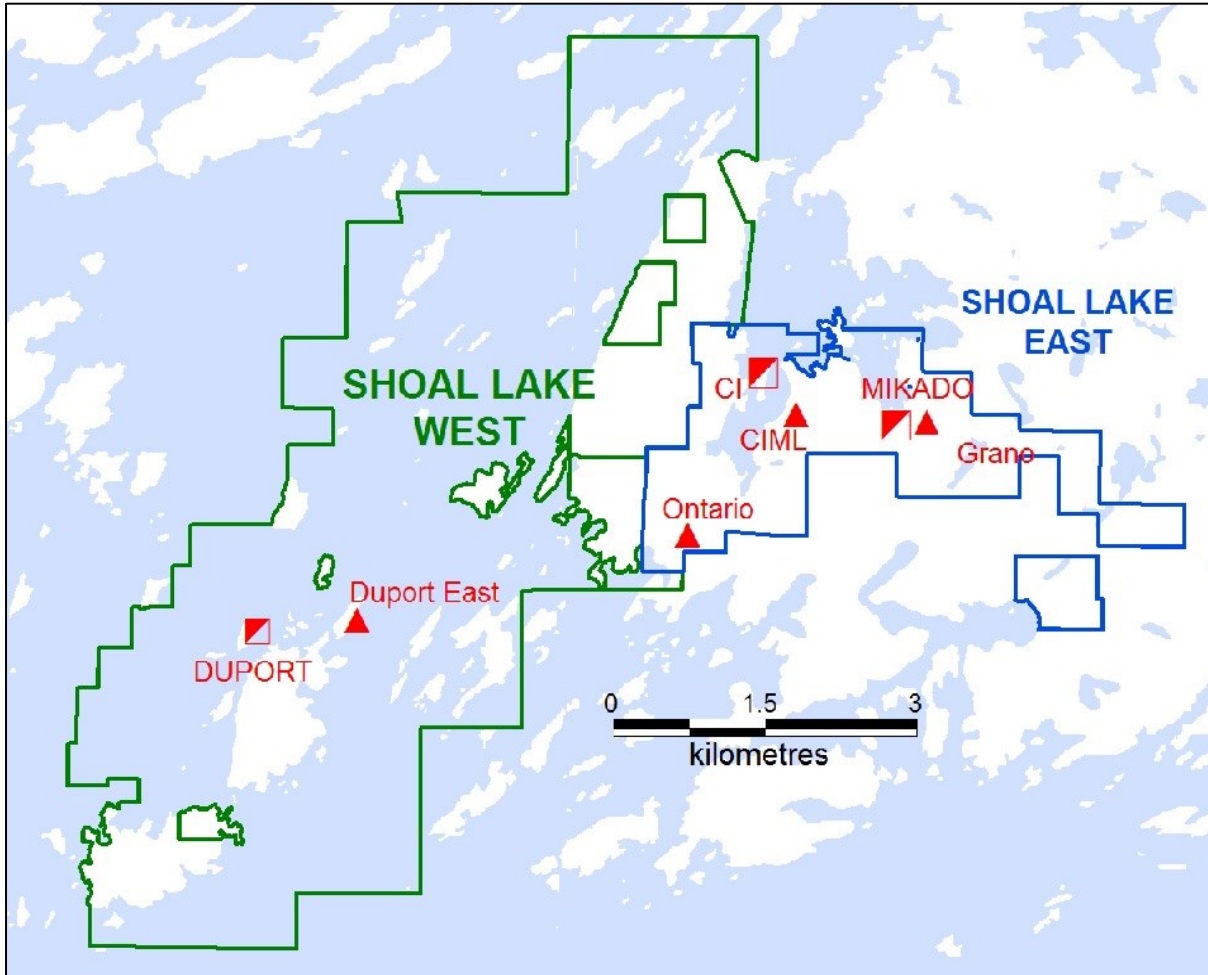 SHOAL LAKE
EAST
SHOAL LAKE
WEST
CI
MIKADO
CIML
Grano
Ontario
Duport East
DUPORT
0 1.5 3
kilometres